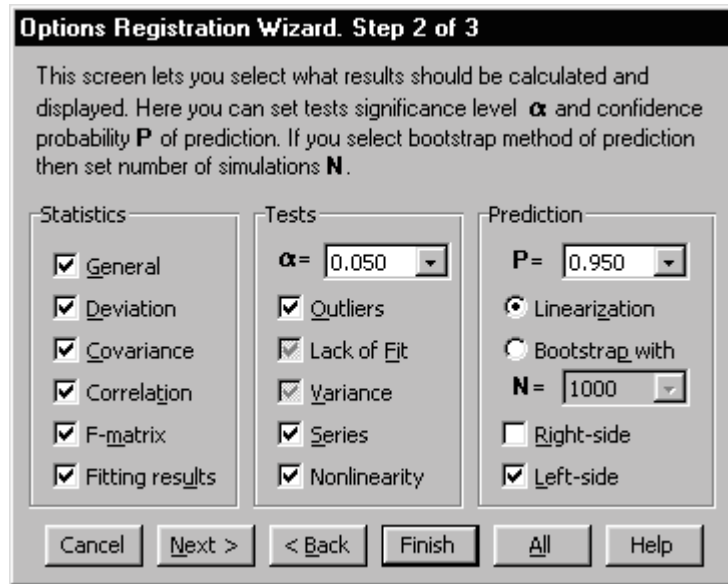 Options Registration Wizard. Step 2 of 3
This screen lets you select what results should be calculated and
displayed. Here you can set tests significance level α and confidence
probability P of prediction. If you select bootstrap method of prediction
then set number of simulations N.
Statistics
General
Deviation
Covariance
Correlation
F-matrix
Fitting results
Tests
α= 0.050
Outliers
Lack of Fit
Variance
Series
Nonlinearity
Prediction
P= 0.950
Linearization
Bootstrap with
N= 1000
Right-side
Left-side
Cancel
Next >
< Back
Finish
All
Help